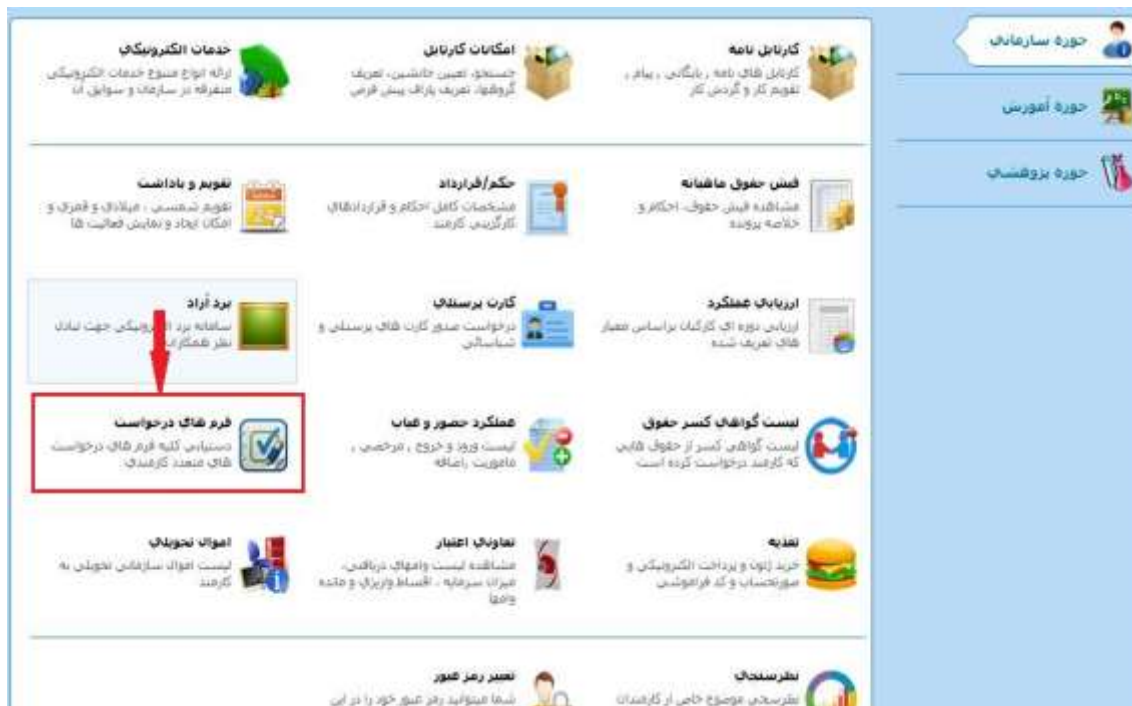 حوزه سازمانی
حوزه آموزش
حوزه پژوهشی
کارتابل نامه
کارتابل های نامه , بایگانی , پیام ,
تقویم کار و گردش کار
امکانات کارتابل
جستجو، تعیین جانشین، تعریف
گروهها، تعریف پاراف پیش فرض
خدمات الکترونیکی
ارائه انواع متنوع خدمات الکترونیکی
متفرقه در سازمان و سوابق آن
فیش حقوق ماهیانه
مشاهده فیش حقوق، احکام و
خلاصه پرونده
حکم/قرارداد
مشخصات کامل احکام و قراردادهای
کارگزینی کارمند
تقویم و یاداشت
تقویم شمسی ، میلادی و قمری و
امکان ایجاد و نمایش فعالیت ها
ارزیابی عملکرد
ارزیابی دوره ای کارکنان براساس معیار
های تعریف شده
کارت پرسنلی
درخواست صدور کارت های پرسنلی و
شناسائی
برد آزاد
سامانه برد الکترونیکی جهت تبادل
نظر همکاران
لیست گواهی کسر حقوق
لیست گواهی کسر از حقوق هایی
که کارمند درخواست کرده است
عملکرد حضور و غیاب
لیست ورود و خروج , مرخصی ,
ماموریت ,اضافه
فرم های درخواست
دستیابی کلیه فرم های درخواست
های متعدد کارمندی
تغذیه
خرید ژتون و پرداخت الکترونیکی و
صورتحساب و کد فراموشی
تعاونی اعتبار
مشاهده لیست وامهای دریافتی،
میزان سرمایه ، اقساط واریزی و مانده
وامها
اموال تحویلی
لیست اموال سازمانی تحویلی به
کارمند
نظرسنجی
نظرسنجی موضوع خاص از کارمندان
تغییر رمز عبور
شما میتوانید رمز عبور خود را در این